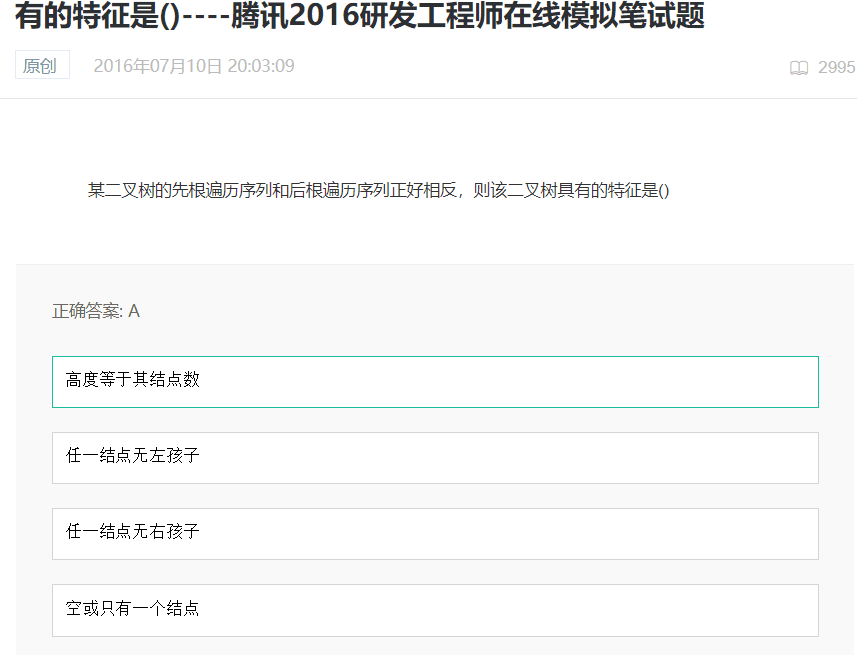 有的特征是()----腾讯2016研发工程师在线模拟笔试题
原创 2016年07月10日 20:03:09 2995
某二叉树的先根遍历序列和后根遍历序列正好相反，则该二叉树具有的特征是()
正确答案: A
高度等于其结点数
任一结点无左孩子
任一结点无右孩子
空或只有一个结点